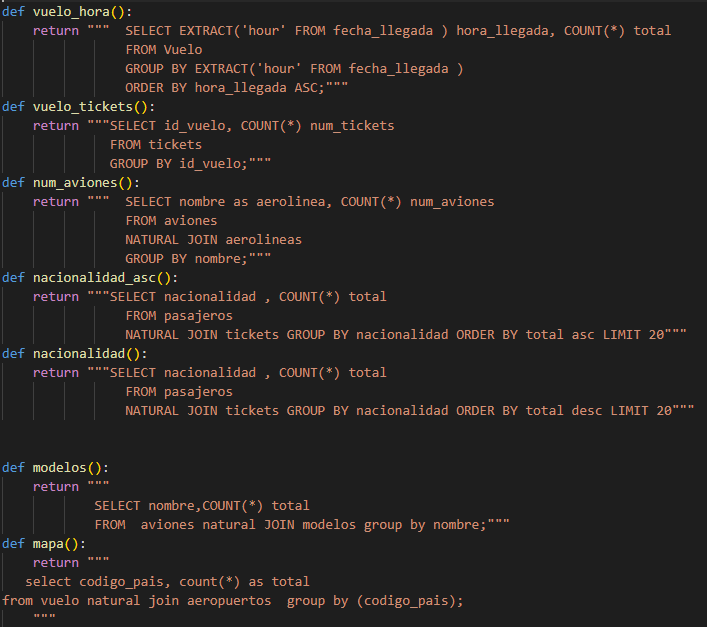 def vuelo_hora():
    return """  SELECT EXTRACT('hour' FROM fecha_llegada ) hora_llegada, COUNT(*) total
                FROM Vuelo
                GROUP BY EXTRACT('hour' FROM fecha_llegada )
                ORDER BY hora_llegada ASC;"""
def vuelo_tickets():
    return """SELECT id_vuelo, COUNT(*) num_tickets
              FROM tickets
              GROUP BY id_vuelo;"""
def num_aviones():
    return """  SELECT nombre as aerolinea, COUNT(*) num_aviones
                FROM aviones
                NATURAL JOIN aerolineas
                GROUP BY nombre;"""
def nacionalidad_asc():
    return """SELECT nacionalidad , COUNT(*) total
                FROM pasajeros
                NATURAL JOIN tickets GROUP BY nacionalidad ORDER BY total asc LIMIT 20"""
def nacionalidad():
    return """SELECT nacionalidad , COUNT(*) total
                FROM pasajeros
                NATURAL JOIN tickets GROUP BY nacionalidad ORDER BY total desc LIMIT 20"""
def modelos():
    return """
            SELECT nombre,COUNT(*) total
            FROM  aviones natural JOIN modelos group by nombre;"""
def mapa():
    return """
   select codigo_pais, count(*) as total
from vuelo natural join aeropuertos  group by (codigo_pais);
    """